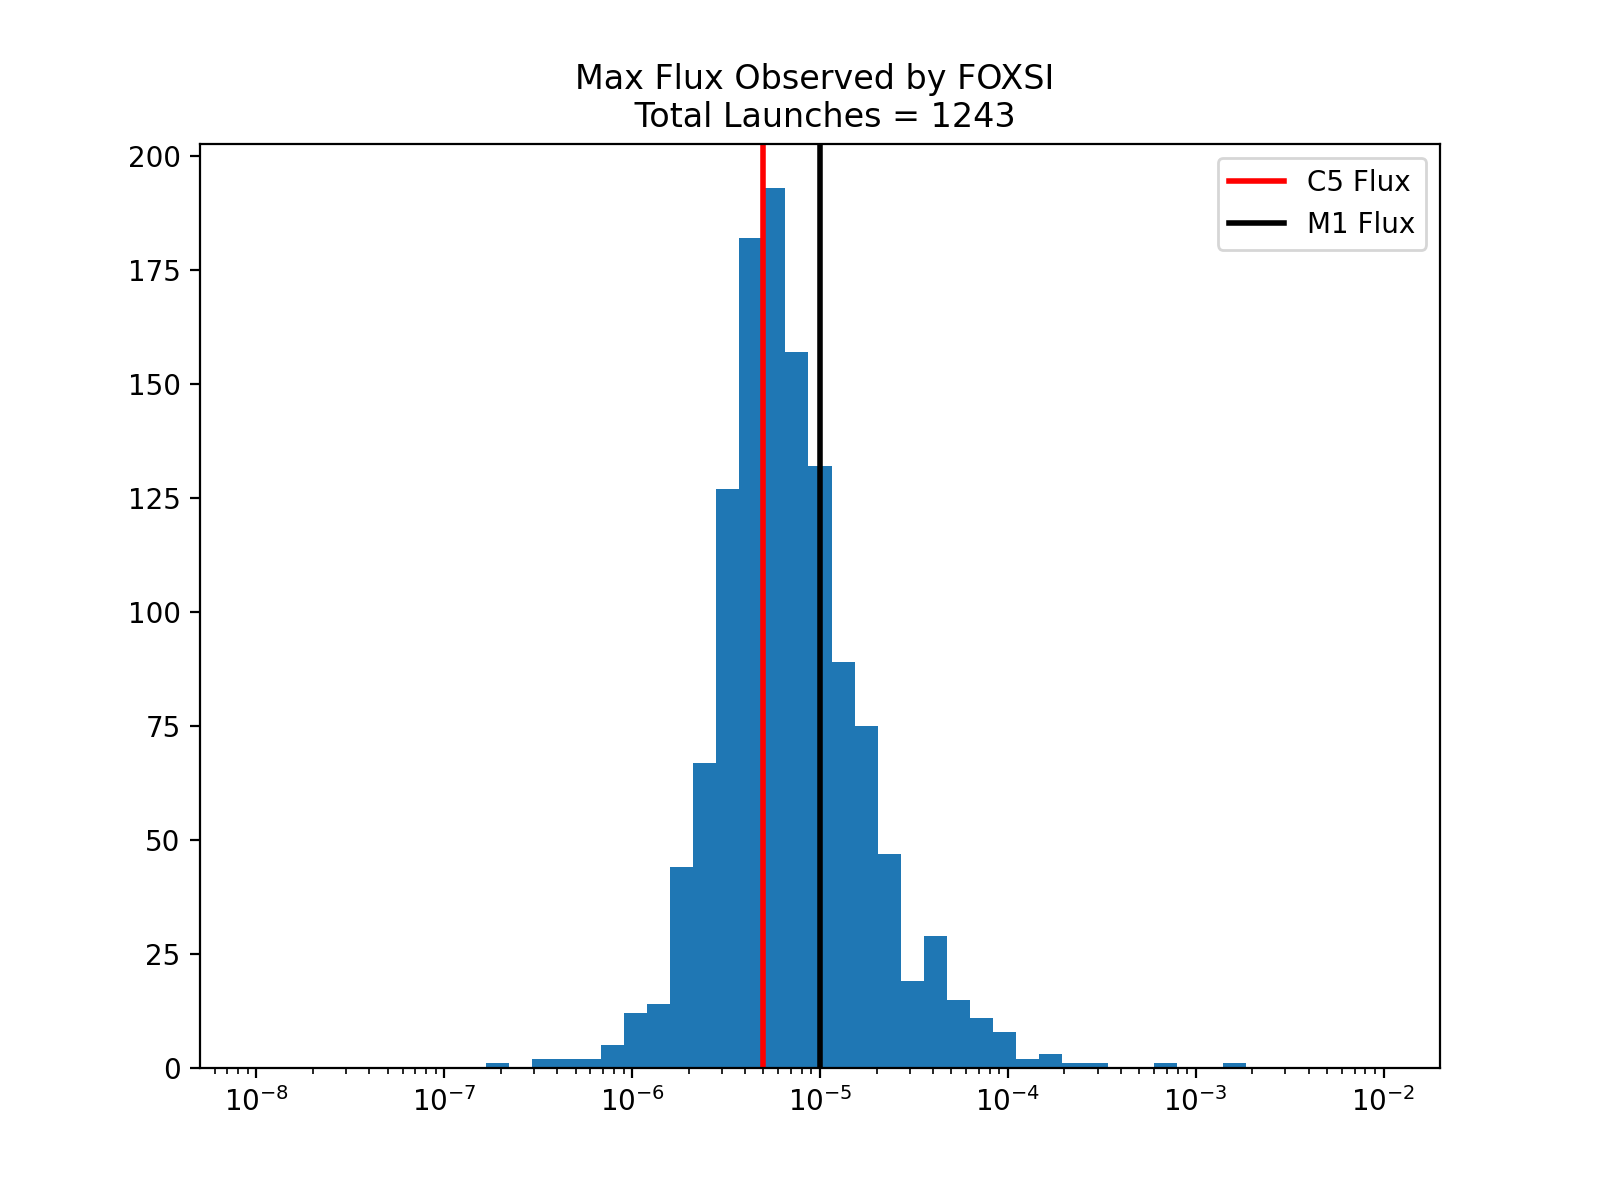 Max Flux Observed by FOXSI
Total Launches = 1243
C5 Flux
M1 Flux
200
175
150
125
100
75
50
25
0
10⁻⁸ 10⁻⁷ 10⁻⁶ 10⁻⁵ 10⁻⁴ 10⁻³ 10⁻²